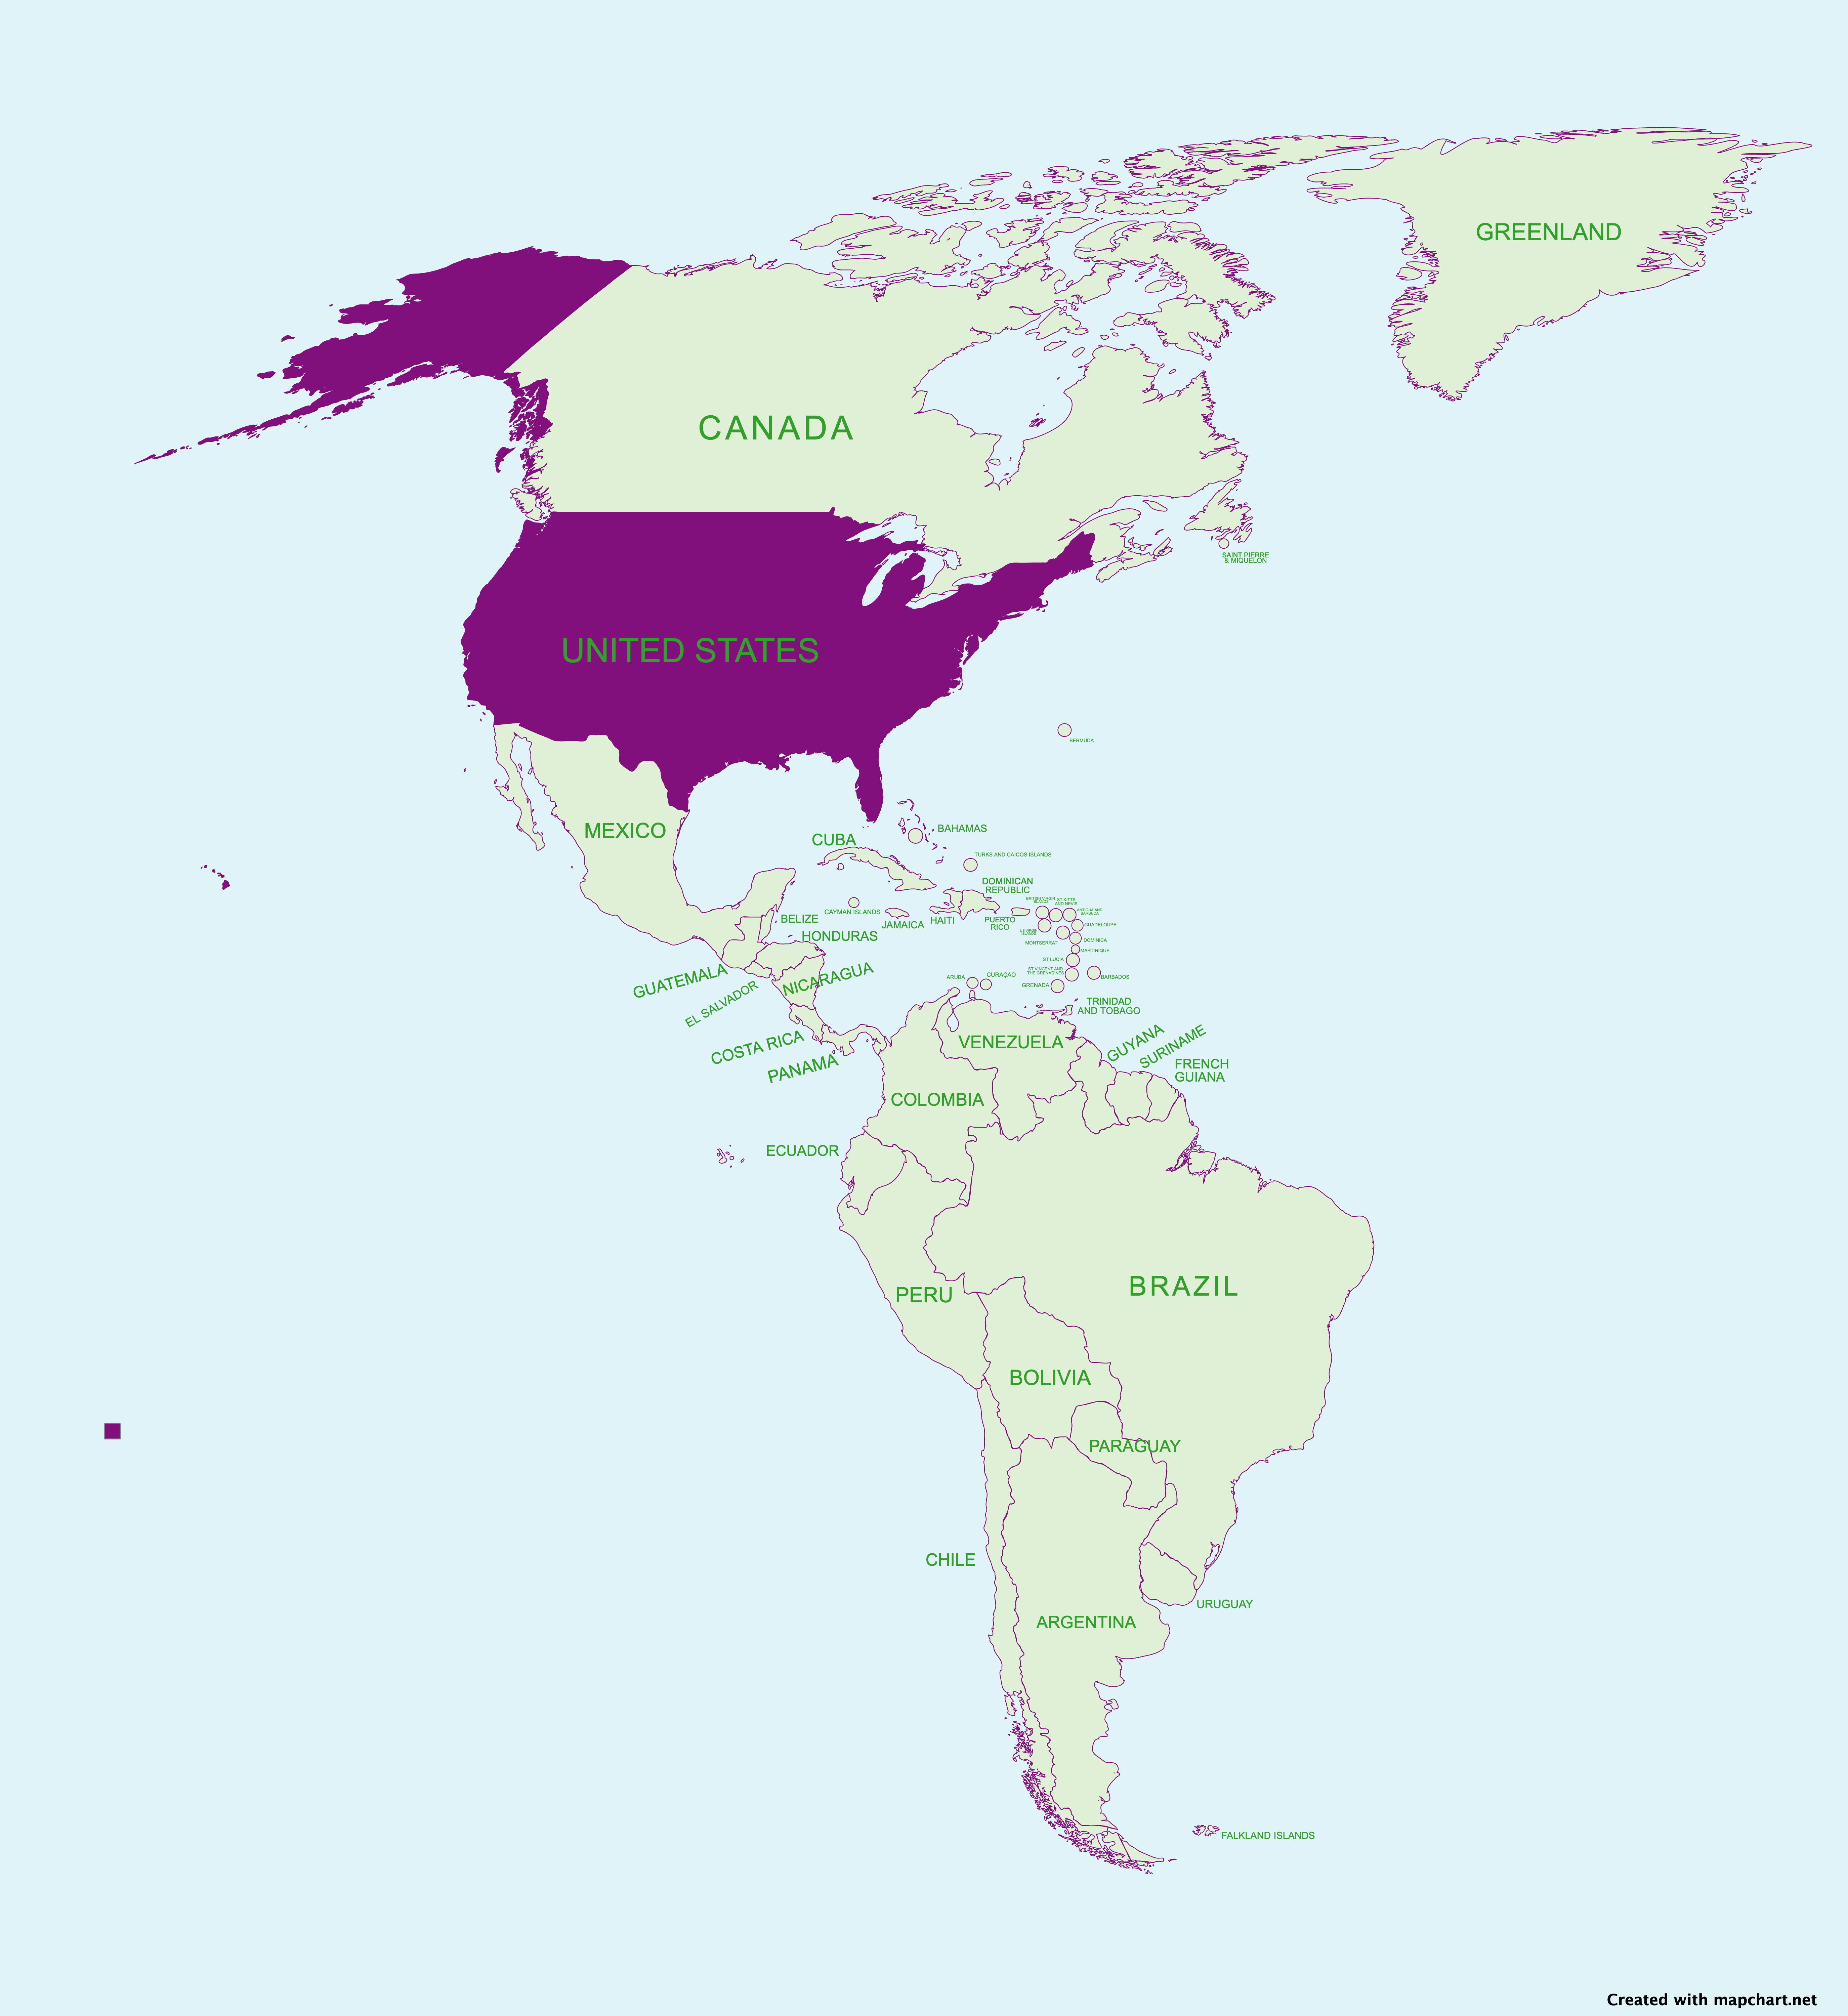 GREENLAND
CANADA
SAINT PIERRE
& MIQUELON
UNITED STATES
BERMUDA
MEXICO
CUBA
BAHAMAS
TURKS AND CAICOS ISLANDS
DOMINICAN
REPUBLIC
CAYMAN ISLANDS
JAMAICA
HAITI
PUERTO
RICO
BRITISH VIRGIN
ISLANDS
ST KITTS
AND NEVIS
ANTIGUA AND
BARBUDA
US VIRGIN
ISLANDS
GUADELOUPE
MONTSERRAT
DOMINICA
MARTINIQUE
ST LUCIA
ST VINCENT AND
THE GRENADINES
BARBADOS
GRENADA
ARUBA
CURAÇAO
TRINIDAD
AND TOBAGO
BELIZE
HONDURAS
GUATEMALA
EL SALVADOR
NICARAGUA
COSTA RICA
PANAMA
VENEZUELA
GUYANA
SURINAME
FRENCH
GUIANA
COLOMBIA
ECUADOR
PERU
BRAZIL
BOLIVIA
PARAGUAY
CHILE
ARGENTINA
URUGUAY
FALKLAND ISLANDS
Created with mapchart.net